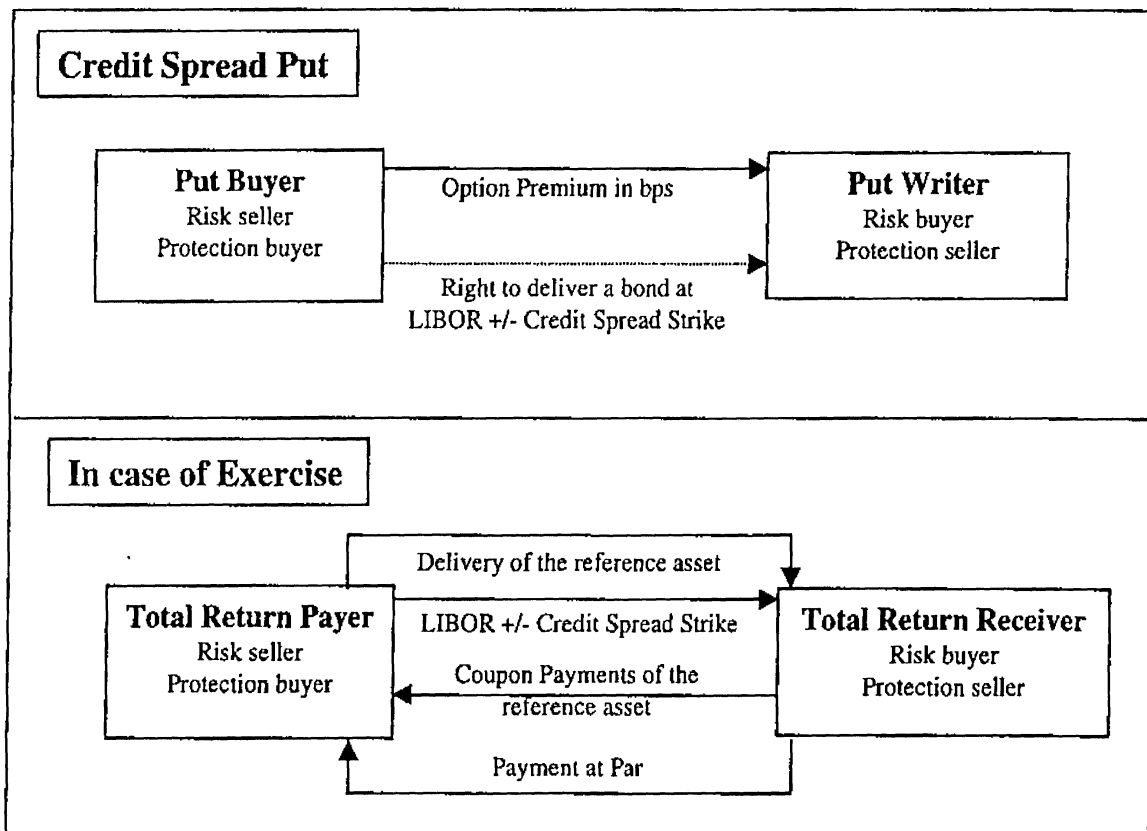 Credit Spread Put
Put Buyer
Risk seller
Protection buyer
Option Premium in bps
Right to deliver a bond at
LIBOR +/- Credit Spread Strike
Put Writer
Risk buyer
Protection seller
In case of Exercise
Total Return Payer
Risk seller
Protection buyer
Delivery of the reference asset
LIBOR +/- Credit Spread Strike
Coupon Payments of the
reference asset
Payment at Par
Total Return Receiver
Risk buyer
Protection seller